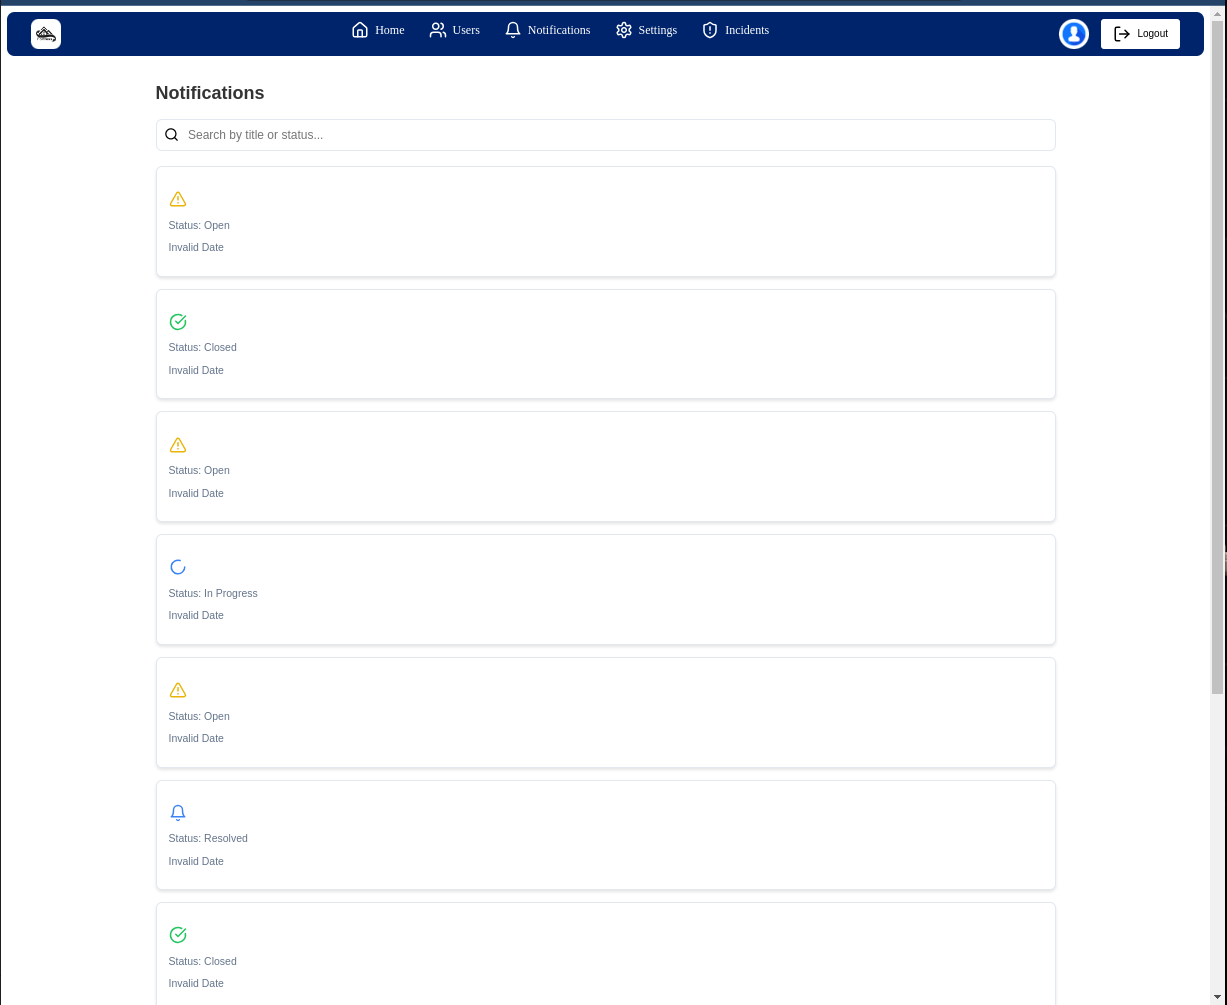 Home
Users
Notifications
Settings
Incidents
Logout
Notifications
Search by title or status...
Status: Open
Invalid Date
Status: Closed
Invalid Date
Status: Open
Invalid Date
Status: In Progress
Invalid Date
Status: Open
Invalid Date
Status: Resolved
Invalid Date
Status: Closed
Invalid Date